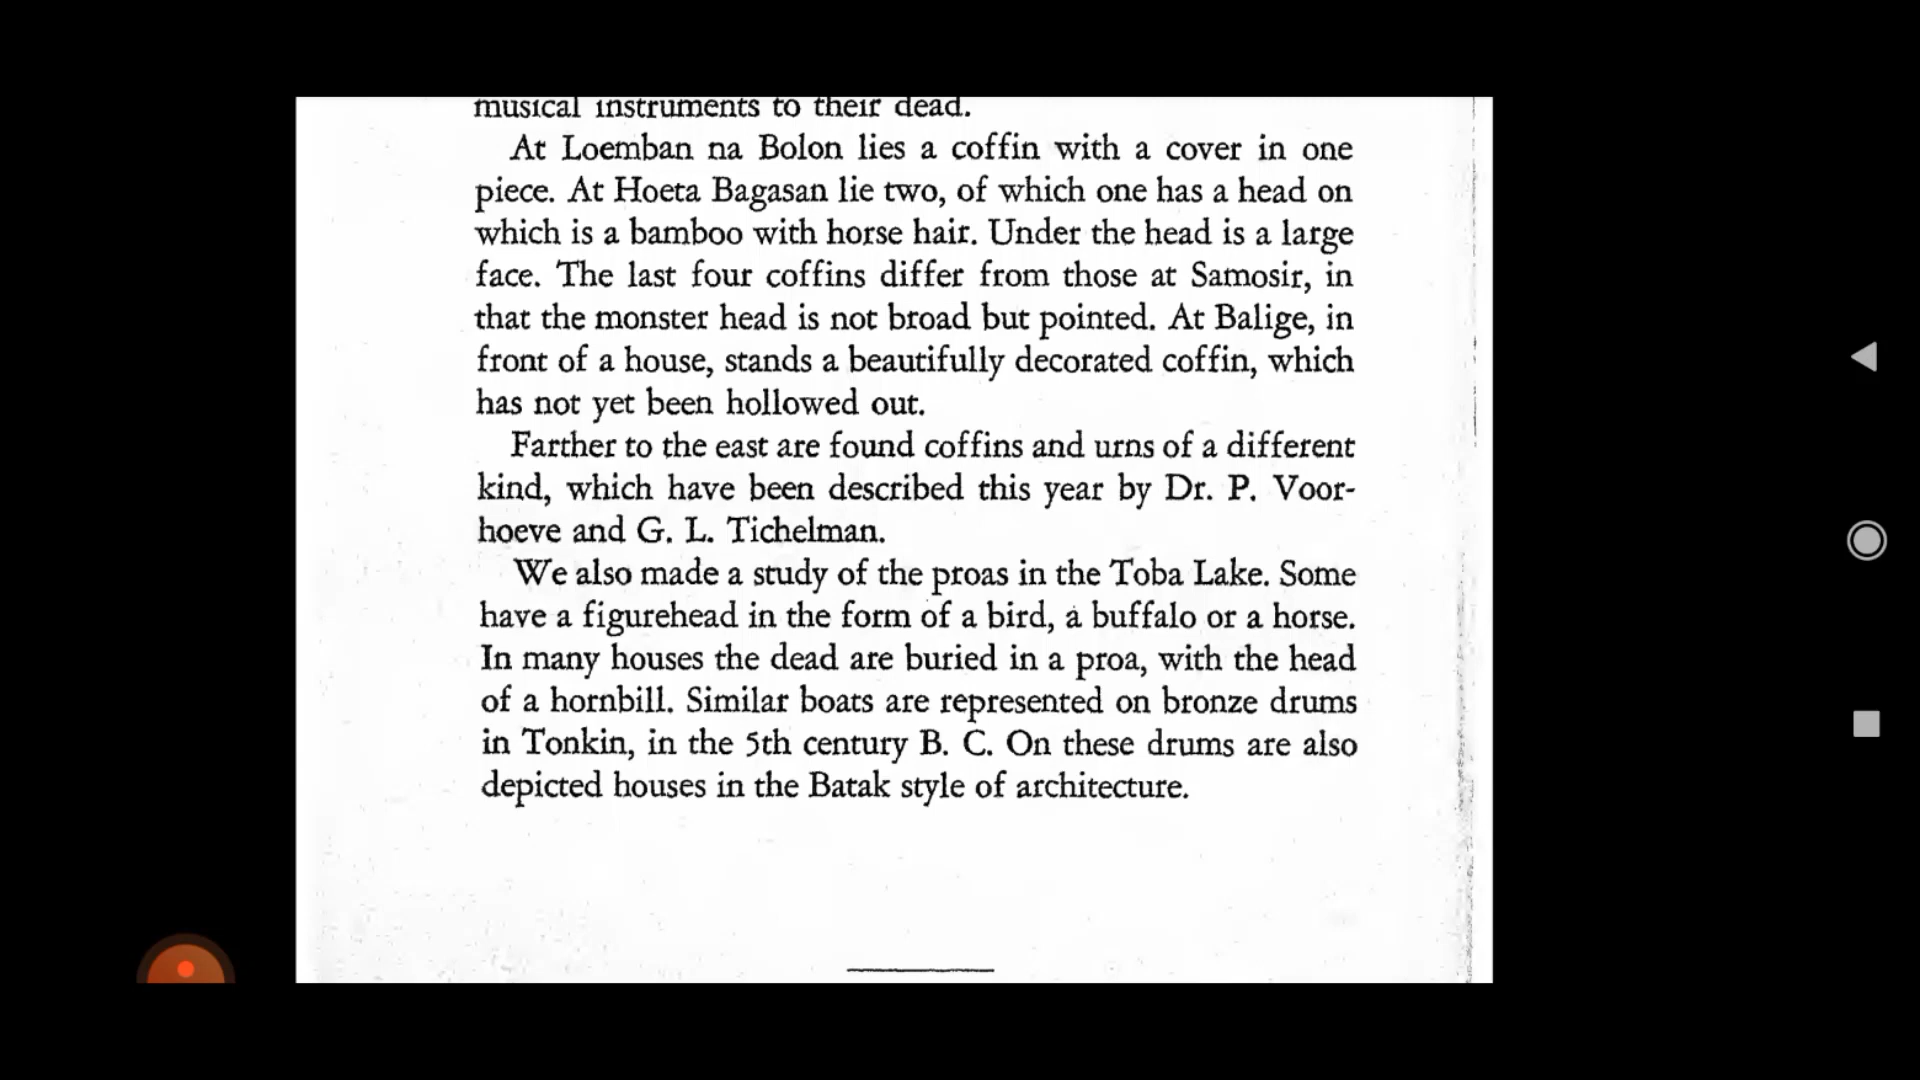 musical instruments to their dead.
At Loemban na Bolon lies a coffin with a cover in one
piece. At Hoeta Bagasan lie two, of which one has a head on
which is a bamboo with horse hair. Under the head is a large
face. The last four coffins differ from those at Samosir, in
that the monster head is not broad but pointed. At Balige, in
front of a house, stands a beautifully decorated coffin, which
has not yet been hollowed out.
Farther to the east are found coffins and urns of a different
kind, which have been described this year by Dr. P. Voor-
hoeve and G. L. Tichelman.
We also made a study of the proas in the Toba Lake. Some
have a figurehead in the form of a bird, a buffalo or a horse.
In many houses the dead are buried in a proa, with the head
of a hornbill. Similar boats are represented on bronze drums
in Tonkin, in the 5th century B. C. On these drums are also
depicted houses in the Batak style of architecture.